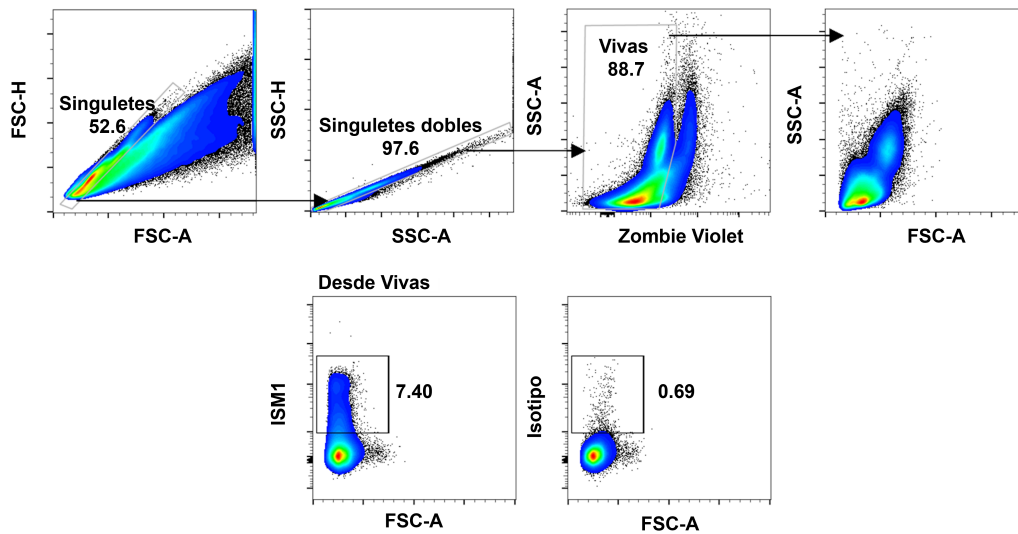 FSC-H
Singuletes
52.6
FSC-A
SSC-H
Singuletes dobles
97.6
SSC-A
SSC-A
Vivas
88.7
Zombie Violet
SSC-A
FSC-A
Desde Vivas
ISM1
7.40
FSC-A
Isotipo
0.69
FSC-A